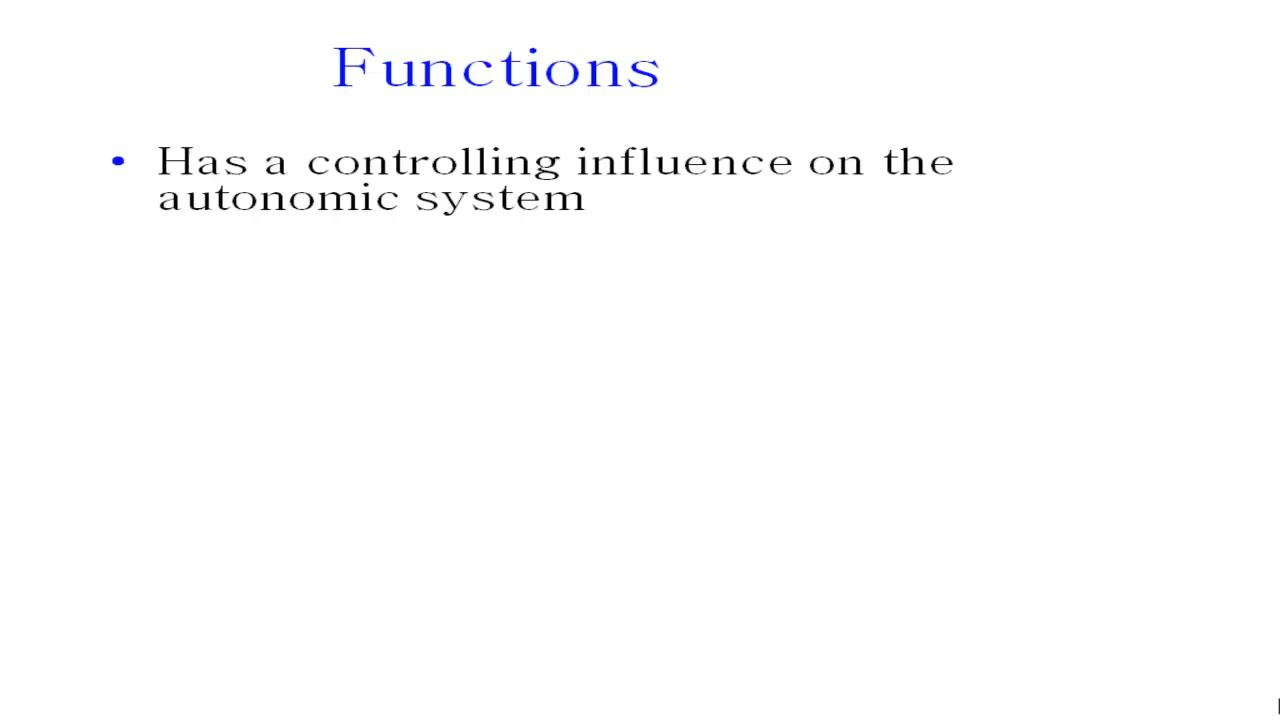 Functions
• Has a controlling influence on the
autonomic system